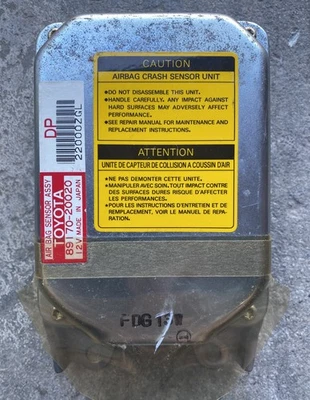 CAUTION
AIRBAG CRASH SENSOR UNIT
●DO NOT DISASSEMBLE THIS UNIT.
●HANDLE CAREFULLY. ANY IMPACT AGAINST
HARD SURFACES MAY ADVERSELY AFFECT
PERFORMANCE.
●SEE REPAIR MANUAL FOR MAINTENANCE AND
REPLACEMENT INSTRUCTIONS.
ATTENTION
UNITE DE CAPTEUR DE COLLISION A COUSSIN D'AIR
●NE PAS DEMONTER CETTE UNITE.
●MANIPULER AVEC SOIN. TOUT IMPACT CONTRE
DES SURFACES DURES RISQUE D'AFFECTER
LES PERFORMANCES.
●POUR LES INSTRUCTIONS D'ENTRETIEN ET DE
REMPLACEMENT, VOIR LE MANUEL DE REPA-
RATION.
DP
22000ZGL
AIR BAG SENSOR ASSY
TOYOTA
89170-20020
12V MADE IN JAPAN